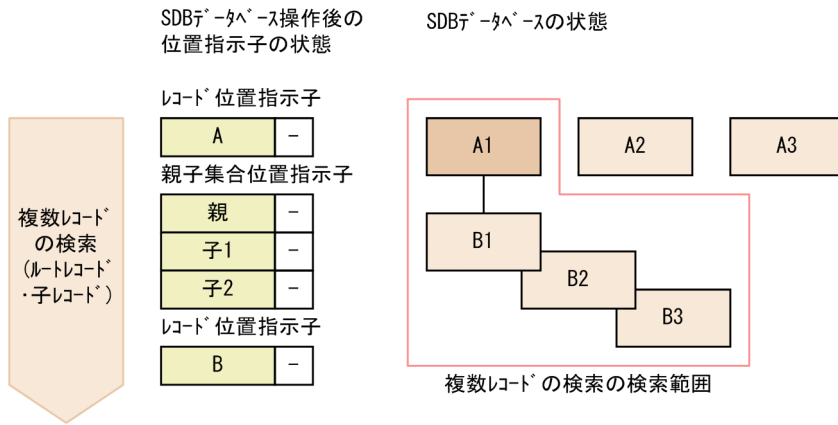 SDBﾃﾞｰﾀﾍﾞｰｽ操作後の
位置指示子の状態
SDBﾃﾞｰﾀﾍﾞｰｽの状態
複数ﾚｺｰﾄﾞ
の検索
(ﾙｰﾄﾚｺｰﾄﾞ
・子ﾚｺｰﾄﾞ)
ﾚｺｰﾄﾞ位置指示子
A －
親子集合位置指示子
親 －
子1 －
子2 －
ﾚｺｰﾄﾞ位置指示子
B －
A1
A2
A3
B1
B2
B3
複数ﾚｺｰﾄﾞの検索の検索範囲